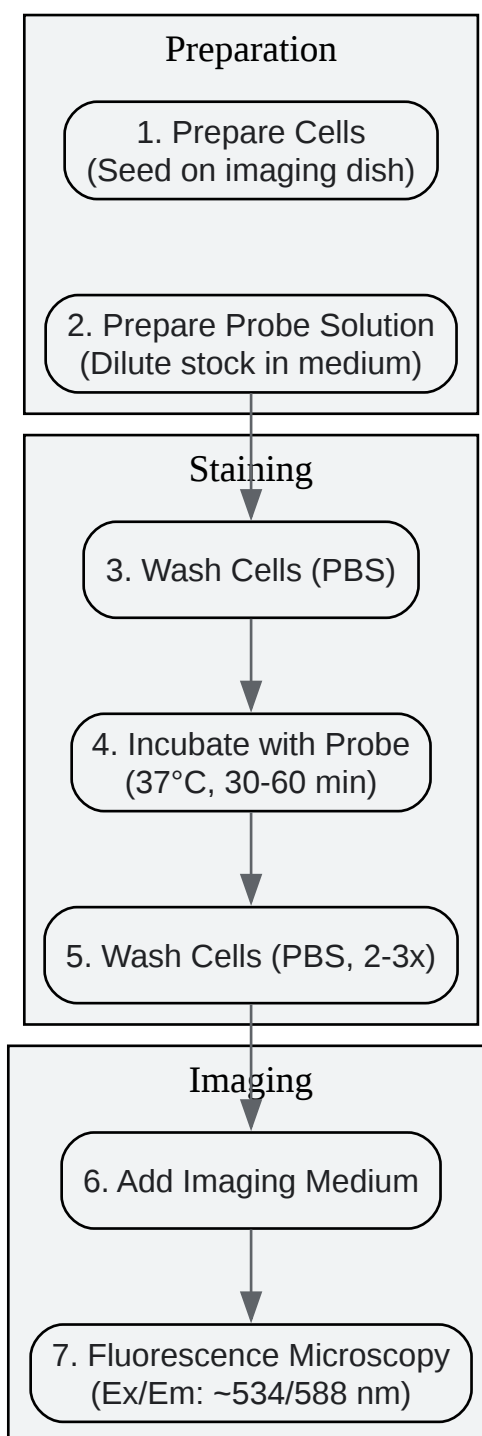 Preparation
1. Prepare Cells
(Seed on imaging dish)
2. Prepare Probe Solution
(Dilute stock in medium)
Staining
3. Wash Cells (PBS)
4. Incubate with Probe
(37°C, 30-60 min)
5. Wash Cells (PBS, 2-3x)
Imaging
6. Add Imaging Medium
7. Fluorescence Microscopy
(Ex/Em: ~534/588 nm)